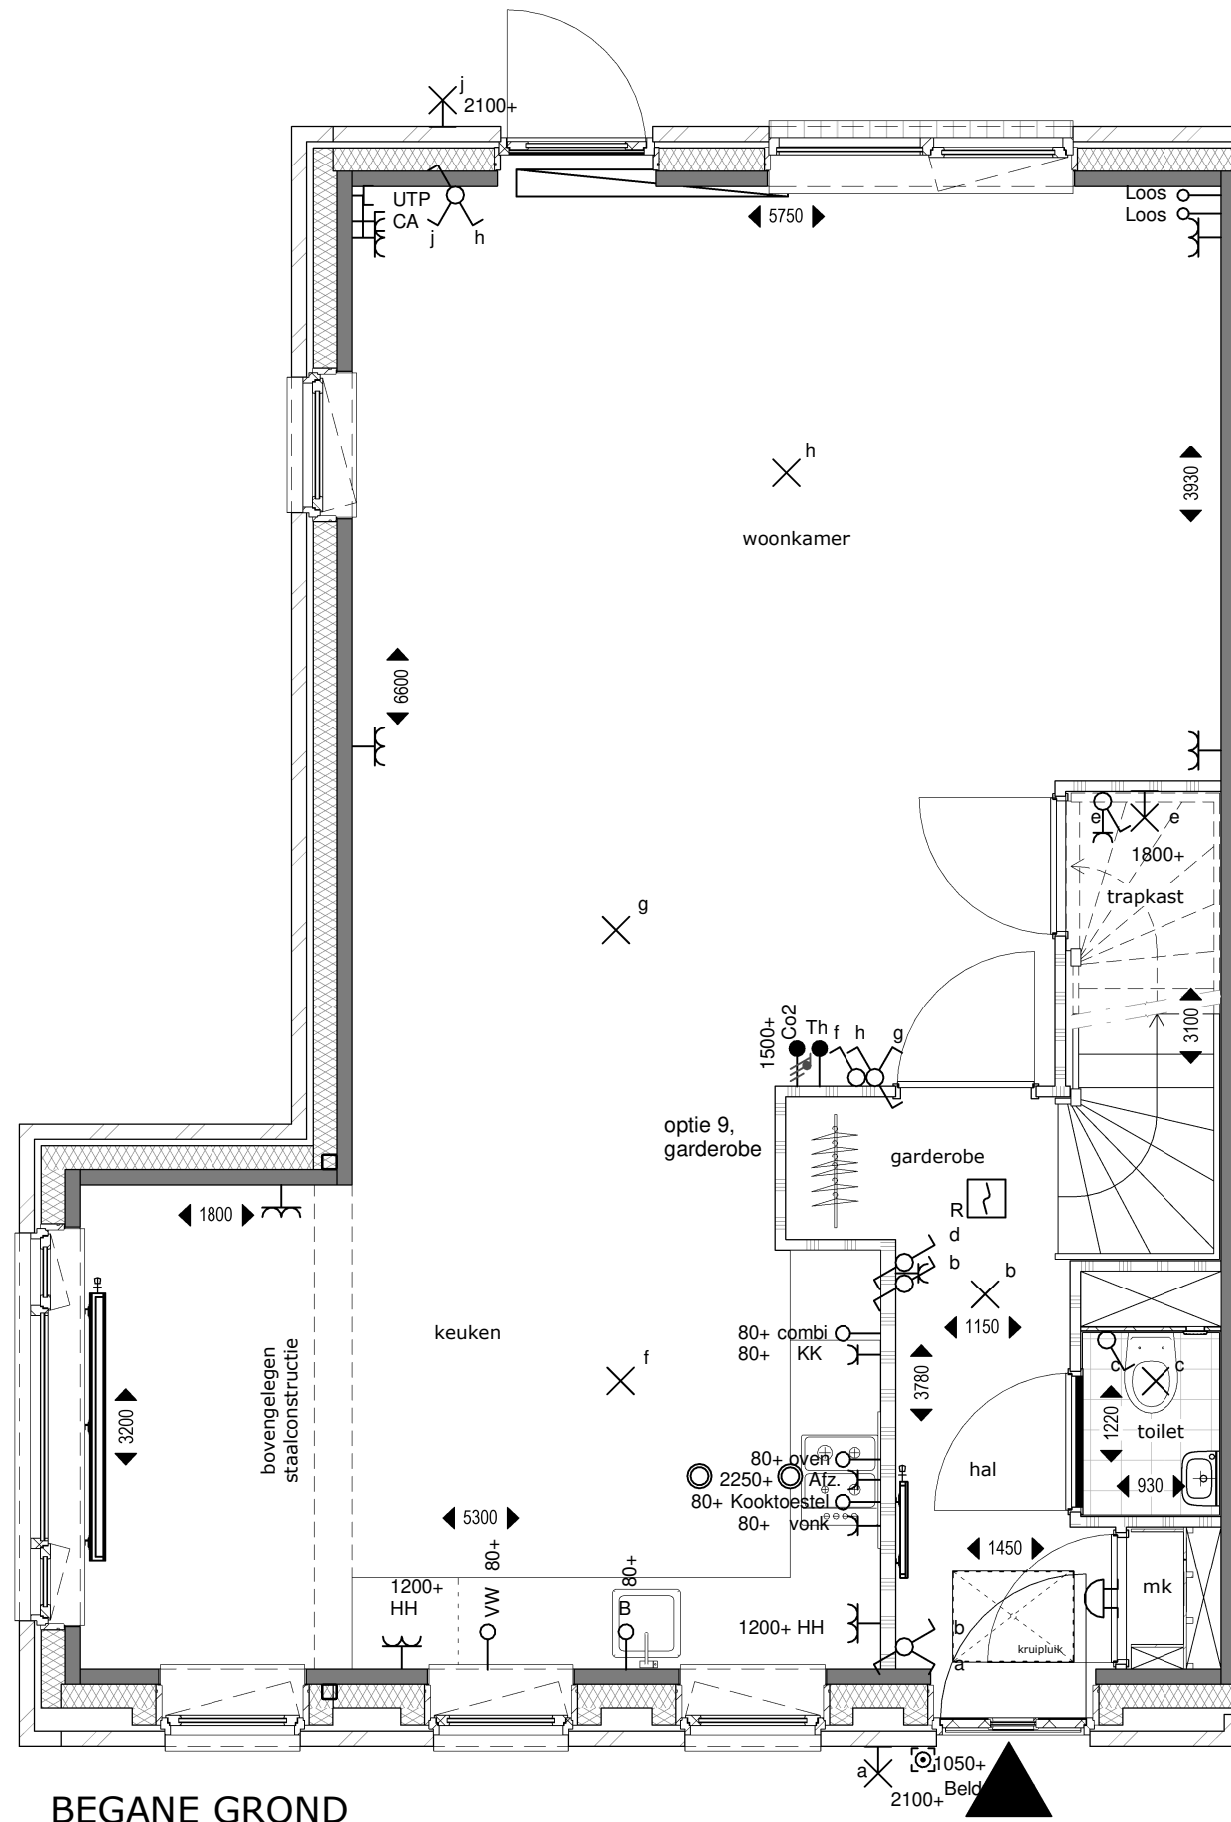 j
2100+
UTP
CA
j
h
5750
Loos
Loos
h
woonkamer
3930
6600
e
e
1800+
trapkast
g
3100
1500+
Co2
Th
f
h
g
optie 9,
garderobe
garderobe
R
d
b
b
1800
1150
keuken
f
bovengelegen
staalconstructie
3200
80+ combi
80+ KK
3780
c
c
1220
toilet
930
hal
80+ oven
2250+ Afz.
80+ Kooktoestel
80+ vonk
5300
1450
mk
kruipluik
1200+
HH
VW 80+
B 80+
1200+ HH
b
a
a
2100+
1050+
Beld
BEGANE GROND